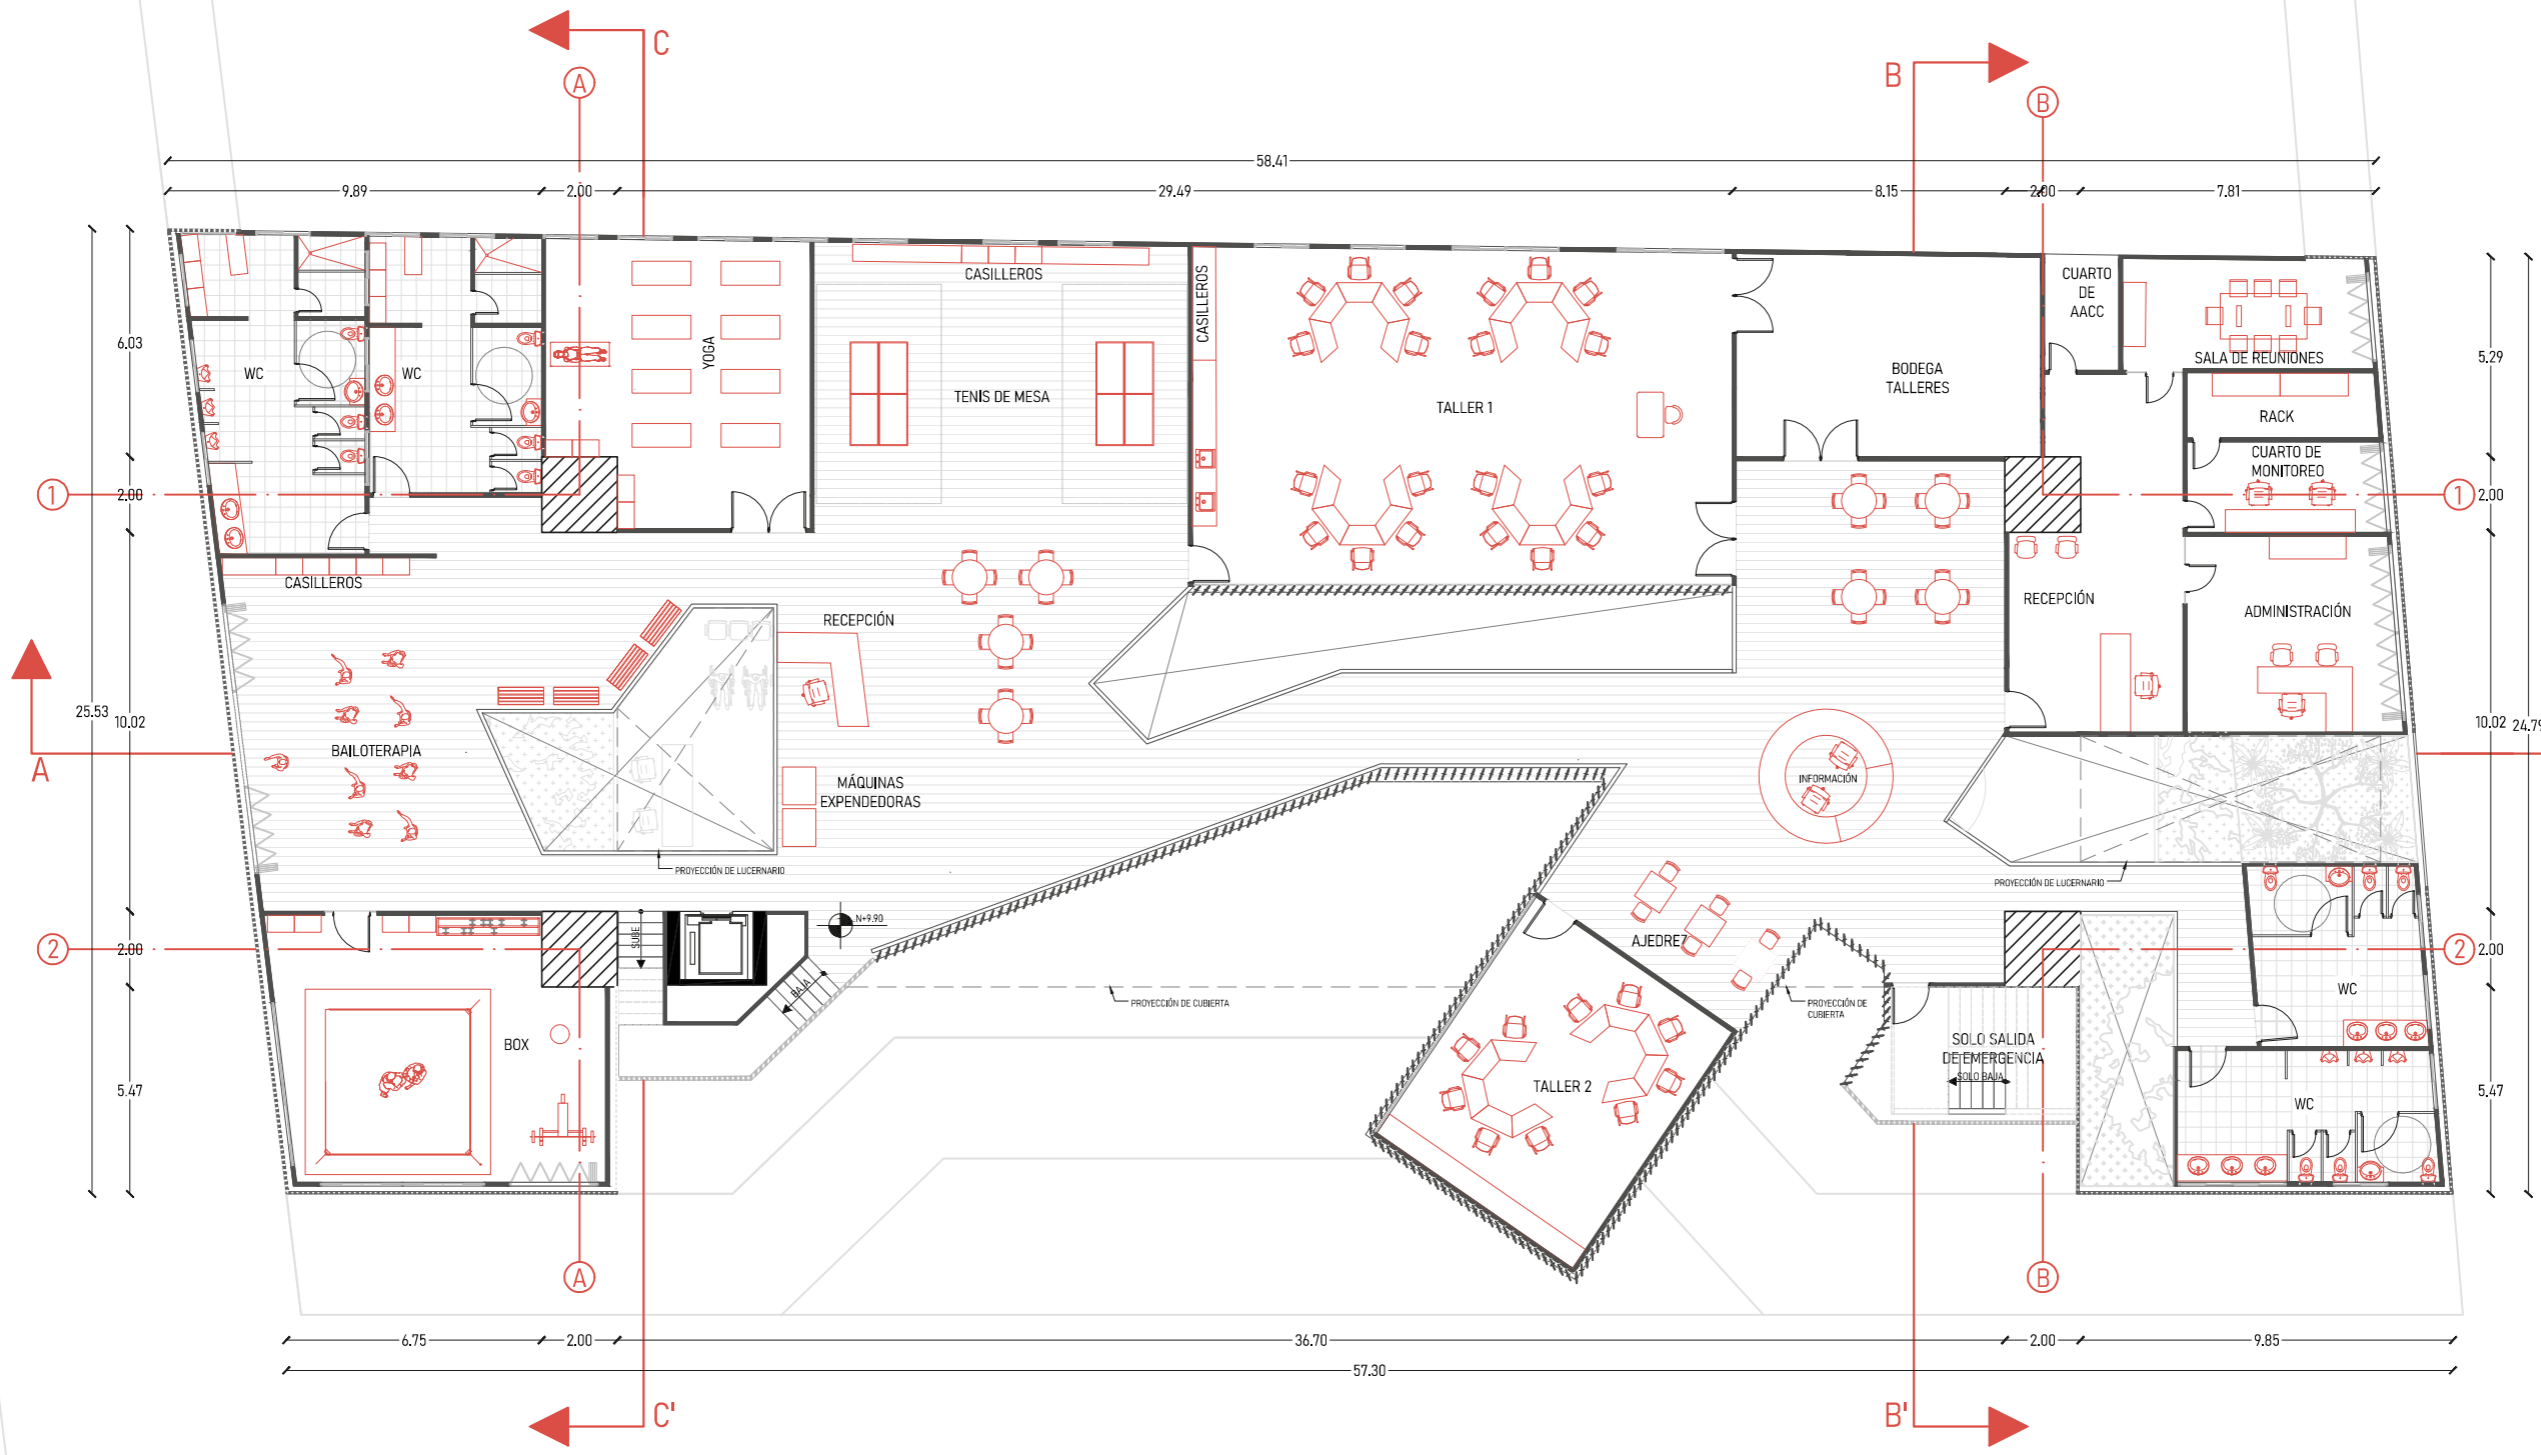 C
A
B
B
58.41
9.89
2.00
29.49
8.15
2.00
7.81
CASILLEROS
CASILLEROS
CUARTO
DE
AACC
6.03
WC
WC
YOGA
TENIS DE MESA
TALLER 1
BODEGA
TALLERES
SALA DE REUNIONES
5.29
RACK
CUARTO DE
MONITOREO
1
2.00
1
2.00
CASILLEROS
RECEPCIÓN
RECEPCIÓN
ADMINISTRACIÓN
25.53
10.02
10.02
24.79
A
BAILOTERAPIA
MÁQUINAS
EXPENDEDORAS
INFORMACIÓN
PROYECCIÓN DE LUCERNARIO
PROYECCIÓN DE LUCERNARIO
N+9.90
SUBE
BAJA
AJEDREZ
2
2.00
2
2.00
WC
PROYECCIÓN DE CUBIERTA
PROYECCIÓN DE
CUBIERTA
BOX
SOLO SALIDA
DE EMERGENCIA
SOLO BAJA
TALLER 2
5.47
5.47
WC
A
B
6.75
2.00
36.70
2.00
9.85
57.30
C'
B'